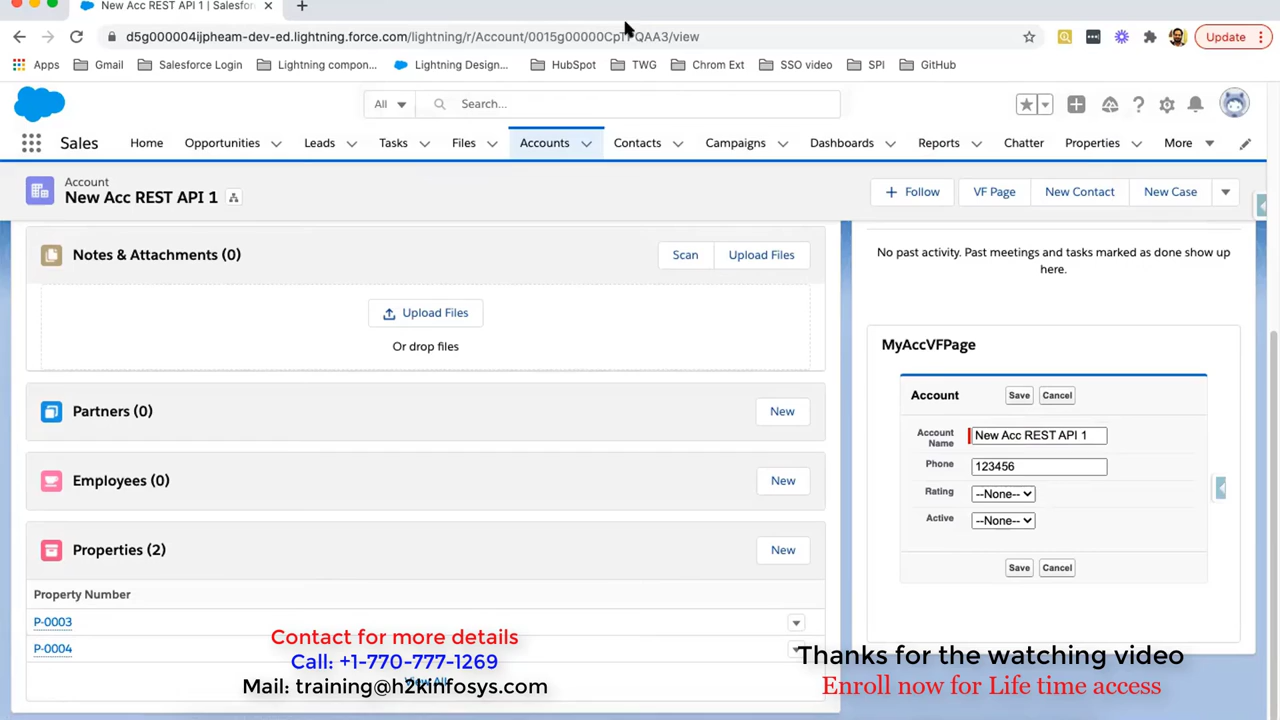 New Acc REST API 1 | Salesfor
d5g000004ijpheam-dev-ed.lightning.force.com/lightning/r/Account/
Update
Apps Gmail Salesforce Login Lightning compon... Lightning Design... HubSpot TWG Chrom Ext SSO video SPI GitHub
All Search...
Sales Home Opportunities Leads Tasks Files Accounts Contacts Campaigns Dashboards Reports Chatter Properties More
Account
New Acc REST API 1
Follow VF Page New Contact New Case
Notes & Attachments (0)
Scan Upload Files
Upload Files
Or drop files
Partners (0) New
Employees (0) New
Properties (2) New
Property Number
P-0003
P-0004
View All
No past activity. Past meetings and tasks marked as done show up
here.
MyAccVFPage
Account Save Cancel
Account
Name
New Acc REST API 1
Phone 123456
Rating --None--
Active --None--
Save Cancel
Contact for more details
Call: +1-770-777-1269
Mail: training@h2kinfosys.com
Thanks for the watching video
Enroll now for Life time access